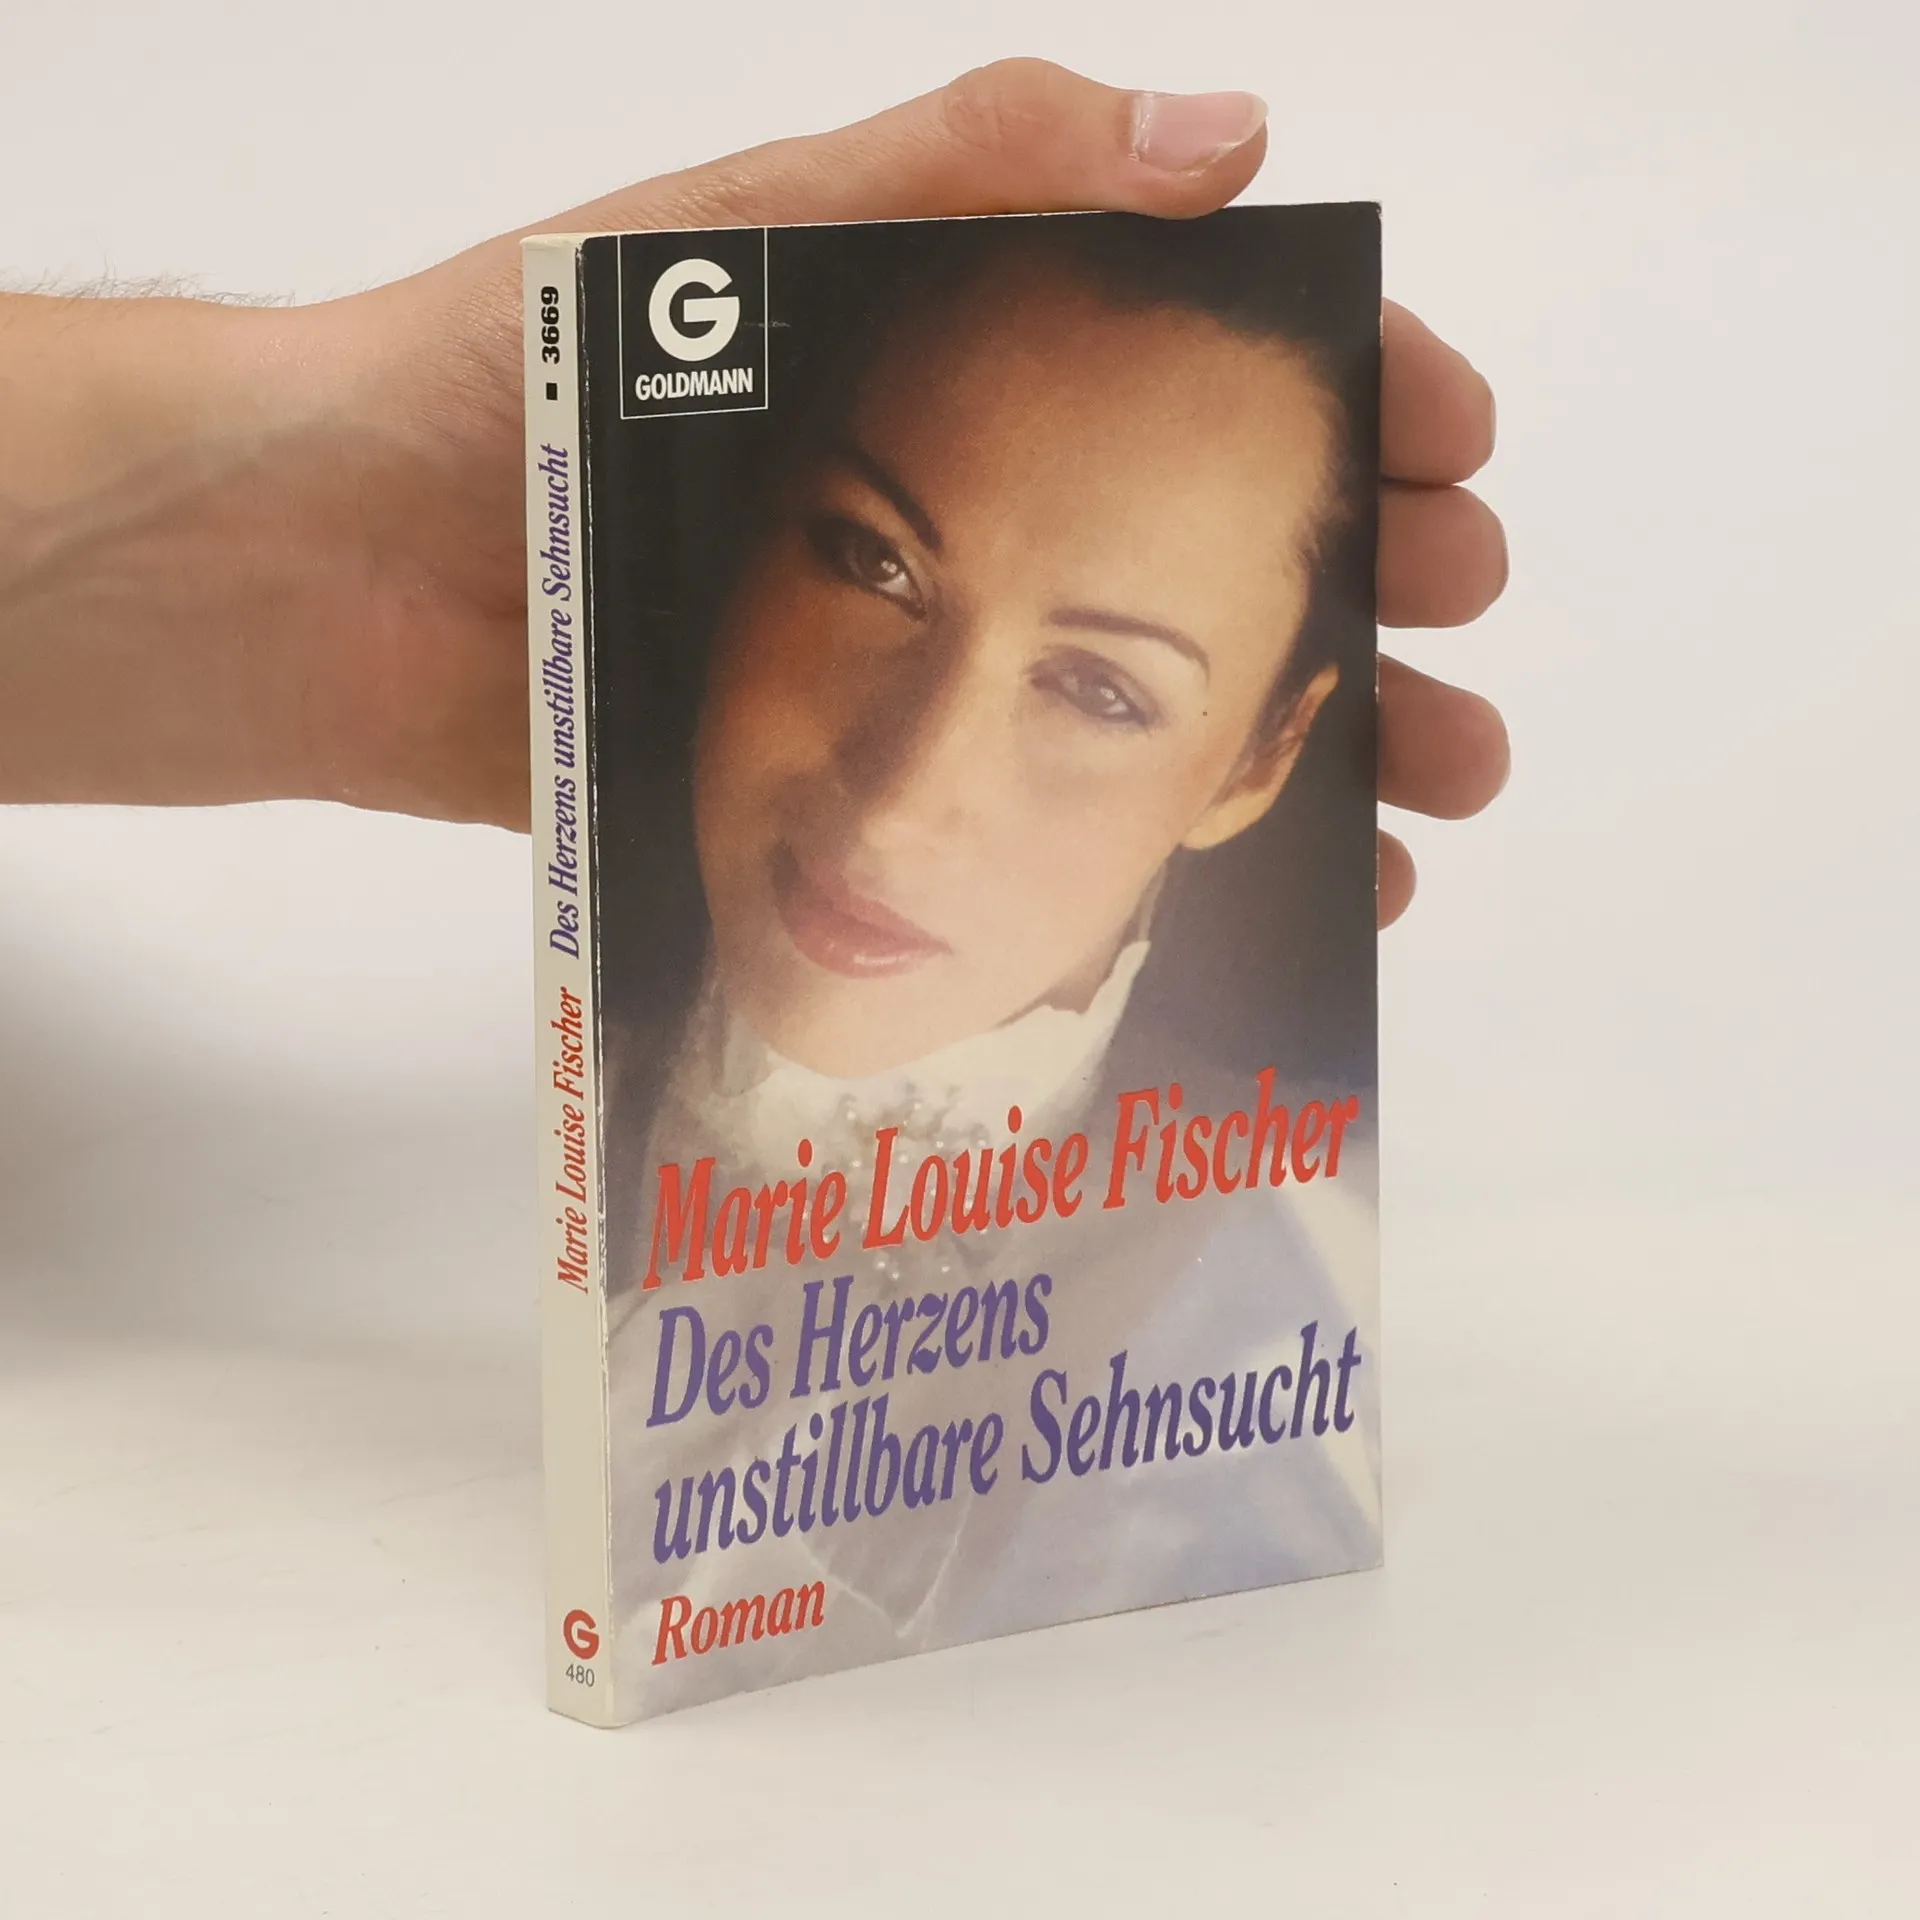 3669
Des Herzens unstillbare Sehnsucht
Marie Louise Fischer
G
480
G
GOLDMANN
Marie Louise Fischer
Des Herzens
unstillbare Sehnsucht
Roman